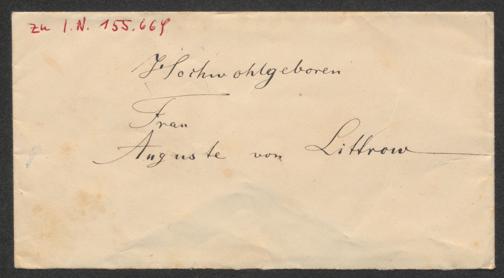 zu I.N. 155.669
Hochwohlgeboren
Frau
Auguste von Littrow